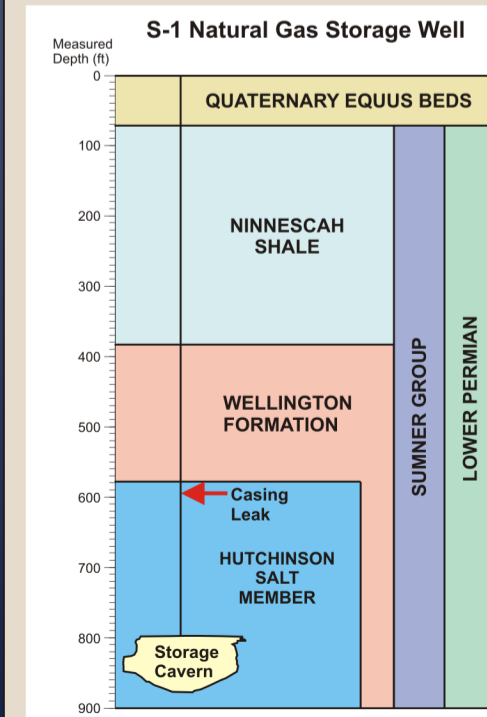 S-1 Natural Gas Storage Well
Measured
Depth (ft)
0
QUATERNARY EQUUS BEDS
100
200
NINNESCAH
SHALE
300
400
WELLINGTON
FORMATION
500
SUMNER GROUP
LOWER PERMIAN
600
Casing
Leak
HUTCHINSON
SALT
MEMBER
700
800
Storage
Cavern
900